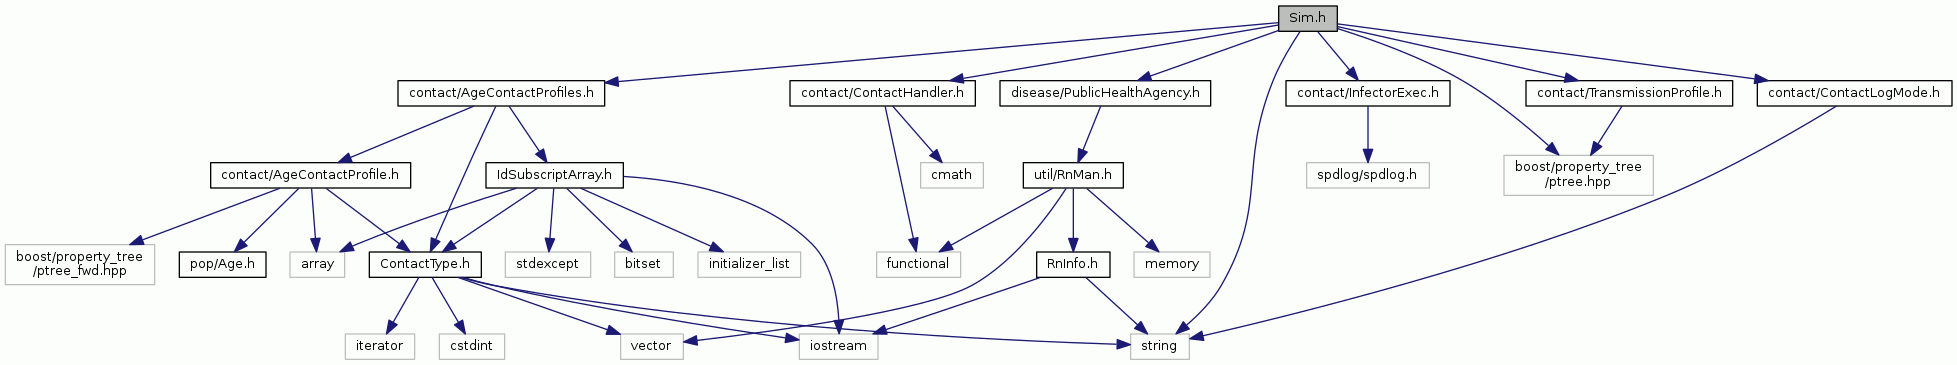 Sim.h
contact/AgeContactProfiles.h
contact/ContactHandler.h
disease/PublicHealthAgency.h
contact/InfectorExec.h
contact/TransmissionProfile.h
contact/ContactLogMode.h
contact/AgeContactProfile.h
IdSubscriptArray.h
cmath
util/RnMan.h
spdlog/spdlog.h
boost/property_tree
/ptree.hpp
boost/property_tree
/ptree_fwd.hpp
pop/Age.h
array
ContactType.h
stdexcept
bitset
initializer_list
functional
RnInfo.h
memory
iterator
cstdint
vector
iostream
string